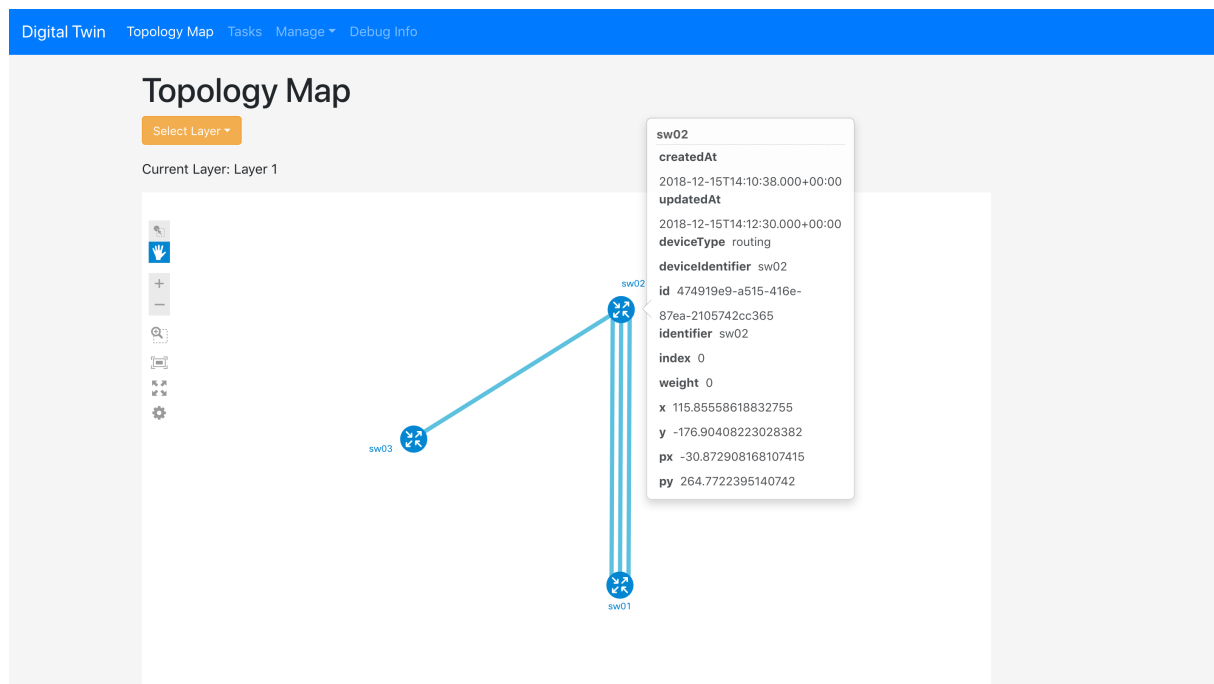 Digital Twin Topology Map Tasks Manage Debug Info
Topology Map
Select Layer
Current Layer: Layer 1
sw02
createdAt
2018-12-15T14:10:38.000+00:00
updatedAt
2018-12-15T14:12:30.000+00:00
deviceType routing
deviceIdentifier sw02
id 474919e9-a515-416e-
87ea-2105742cc365
identifier sw02
index 0
weight 0
x 115.85558618832755
y -176.90408223028382
px -30.872908168107415
py 264.7722395140742
sw02
sw03
sw01